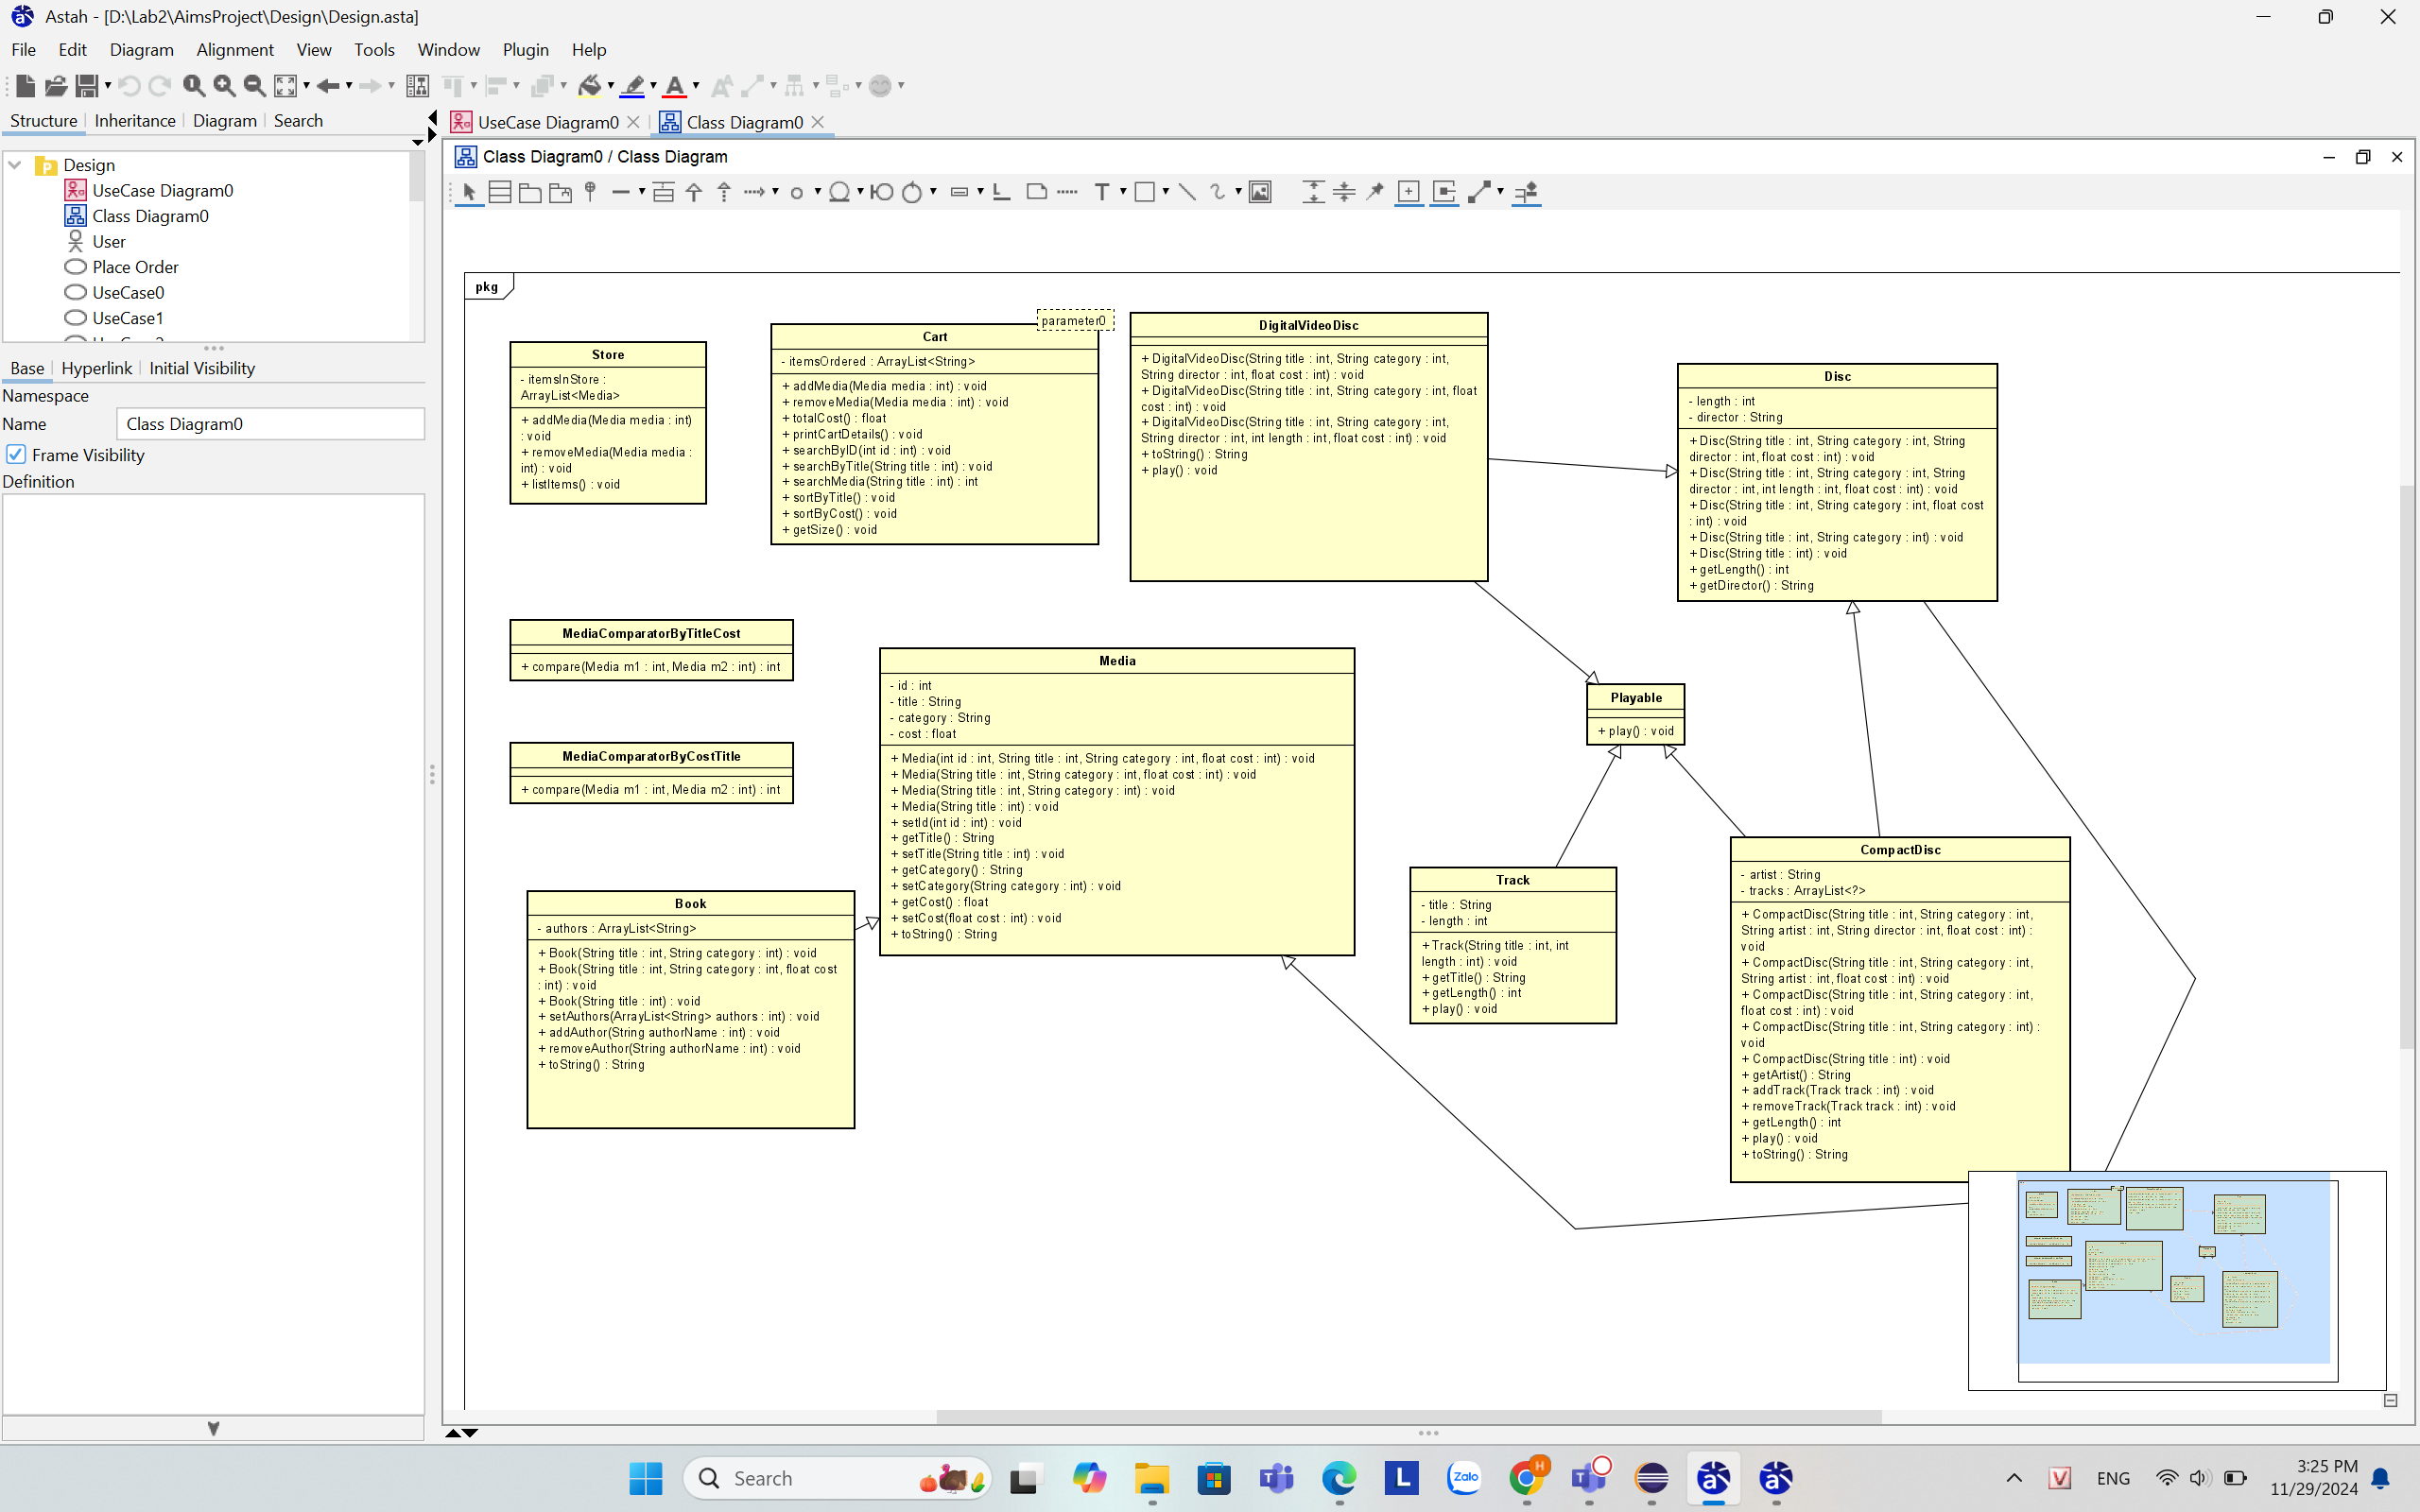 Astah - [D:\Lab2\AimsProject\Design\Design.asta]
File Edit Diagram Alignment View Tools Window Plugin Help
Structure Inheritance Diagram Search
Design
UseCase Diagram0
Class Diagram0
User
Place Order
UseCase0
UseCase1
Base Hyperlink Initial Visibility
Namespace
Name Class Diagram0
Frame Visibility
Definition
UseCase Diagram0 Class Diagram0
Class Diagram0 / Class Diagram
pkg
Store
- itemsInStore :
ArrayList<Media>
+ addMedia(Media media : int)
: void
+ removeMedia(Media media :
int) : void
+ listItems() : void
parameter0
Cart
- itemsOrdered : ArrayList<String>
+ addMedia(Media media : int) : void
+ removeMedia(Media media : int) : void
+ totalCost() : float
+ printCartDetails() : void
+ searchByID(int id : int) : void
+ searchByTitle(String title : int) : void
+ searchMedia(String title : int) : int
+ sortByTitle() : void
+ sortByCost() : void
+ getSize() : void
DigitalVideoDisc
+ DigitalVideoDisc(String title : int, String category : int,
String director : int, float cost : int) : void
+ DigitalVideoDisc(String title : int, String category : int, float
cost : int) : void
+ DigitalVideoDisc(String title : int, String category : int,
String director : int, int length : int, float cost : int) : void
+ toString() : String
+ play() : void
Disc
- length : int
- director : String
+ Disc(String title : int, String category : int, String
director : int, float cost : int) : void
+ Disc(String title : int, String category : int, String
director : int, int length : int, float cost : int) : void
+ Disc(String title : int, String category : int, float cost
: int) : void
+ Disc(String title : int, String category : int) : void
+ Disc(String title : int) : void
+ getLength() : int
+ getDirector() : String
MediaComparatorByTitleCost
+ compare(Media m1 : int, Media m2 : int) : int
MediaComparatorByCostTitle
+ compare(Media m1 : int, Media m2 : int) : int
Media
- id : int
- title : String
- category : String
- cost : float
+ Media(int id : int, String title : int, String category : int, float cost : int) : void
+ Media(String title : int, String category : int, float cost : int) : void
+ Media(String title : int, String category : int) : void
+ Media(String title : int) : void
+ setId(int id : int) : void
+ getTitle() : String
+ setTitle(String title : int) : void
+ getCategory() : String
+ setCategory(String category : int) : void
+ getCost() : float
+ setCost(float cost : int) : void
+ toString() : String
Playable
+ play() : void
Book
- authors : ArrayList<String>
+ Book(String title : int, String category : int) : void
+ Book(String title : int, String category : int, float cost
: int) : void
+ Book(String title : int) : void
+ setAuthors(ArrayList<String> authors : int) : void
+ addAuthor(String authorName : int) : void
+ removeAuthor(String authorName : int) : void
+ toString() : String
Track
- title : String
- length : int
+ Track(String title : int, int
length : int) : void
+ getTitle() : String
+ getLength() : int
+ play() : void
CompactDisc
- artist : String
- tracks : ArrayList<?>
+ CompactDisc(String title : int, String category : int,
String artist : int, String director : int, float cost : int) :
void
+ CompactDisc(String title : int, String category : int,
String artist : int, float cost : int) : void
+ CompactDisc(String title : int, String category : int,
float cost : int) : void
+ CompactDisc(String title : int, String category : int) :
void
+ CompactDisc(String title : int) : void
+ getArtist() : String
+ addTrack(Track track : int) : void
+ removeTrack(Track track : int) : void
+ getLength() : int
+ play() : void
+ toString() : String
Search
L
Zalo
H
V
ENG
3:25 PM
11/29/2024